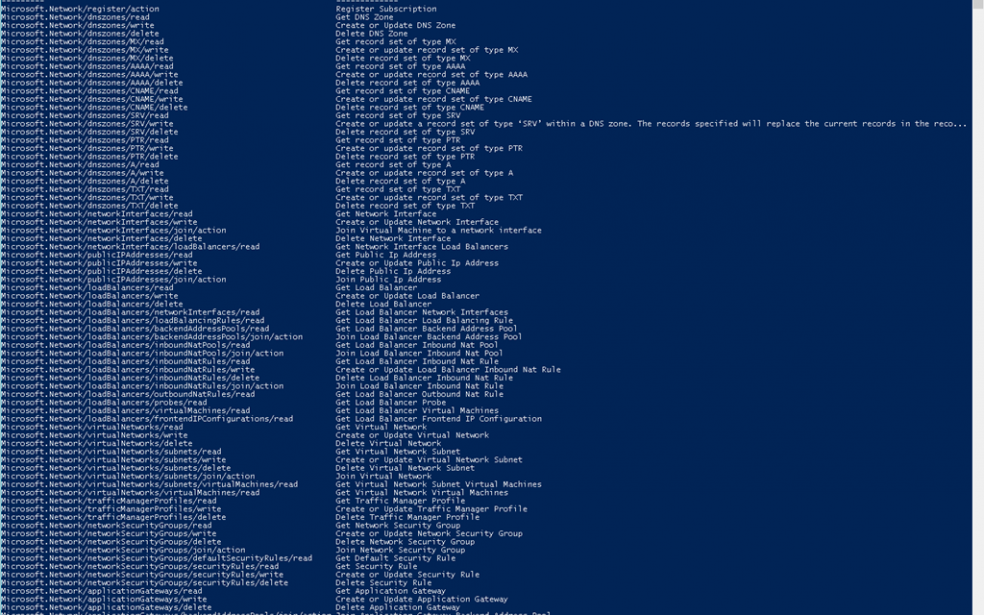 Microsoft.Network/register/action Register Subscription
Microsoft.Network/dnszones/read Get DNS Zone
Microsoft.Network/dnszones/write Create or Update DNS Zone
Microsoft.Network/dnszones/delete Delete DNS Zone
Microsoft.Network/dnszones/MX/read Get record set of type MX
Microsoft.Network/dnszones/MX/write Create or update record set of type MX
Microsoft.Network/dnszones/MX/delete Delete record set of type MX
Microsoft.Network/dnszones/AAAA/read Get record set of type AAAA
Microsoft.Network/dnszones/AAAA/write Create or update record set of type AAAA
Microsoft.Network/dnszones/AAAA/delete Delete record set of type AAAA
Microsoft.Network/dnszones/CNAME/read Get record set of type CNAME
Microsoft.Network/dnszones/CNAME/write Create or update record set of type CNAME
Microsoft.Network/dnszones/CNAME/delete Delete record set of type CNAME
Microsoft.Network/dnszones/SRV/read Get record set of type SRV
Microsoft.Network/dnszones/SRV/write Create or update a record set of type ‘SRV’ within a DNS zone. The records specified will replace the current records in the reco...
Microsoft.Network/dnszones/SRV/delete Delete record set of type SRV
Microsoft.Network/dnszones/PTR/read Get record set of type PTR
Microsoft.Network/dnszones/PTR/write Create or update record set of type PTR
Microsoft.Network/dnszones/PTR/delete Delete record set of type PTR
Microsoft.Network/dnszones/A/read Get record set of type A
Microsoft.Network/dnszones/A/write Create or update record set of type A
Microsoft.Network/dnszones/A/delete Delete record set of type A
Microsoft.Network/dnszones/TXT/read Get record set of type TXT
Microsoft.Network/dnszones/TXT/write Create or update record set of type TXT
Microsoft.Network/dnszones/TXT/delete Delete record set of type TXT
Microsoft.Network/networkInterfaces/read Get Network Interface
Microsoft.Network/networkInterfaces/write Create or Update Network Interface
Microsoft.Network/networkInterfaces/join/action Join Virtual Machine to a network interface
Microsoft.Network/networkInterfaces/delete Delete Network Interface
Microsoft.Network/networkInterfaces/loadBalancers/read Get Network Interface Load Balancers
Microsoft.Network/publicIPAddresses/read Get Public Ip Address
Microsoft.Network/publicIPAddresses/write Create or Update Public Ip Address
Microsoft.Network/publicIPAddresses/delete Delete Public Ip Address
Microsoft.Network/publicIPAddresses/join/action Join Public Ip Address
Microsoft.Network/loadBalancers/read Get Load Balancer
Microsoft.Network/loadBalancers/write Create or Update Load Balancer
Microsoft.Network/loadBalancers/delete Delete Load Balancer
Microsoft.Network/loadBalancers/networkInterfaces/read Get Load Balancer Network Interfaces
Microsoft.Network/loadBalancers/loadBalancingRules/read Get Load Balancer Load Balancing Rule
Microsoft.Network/loadBalancers/backendAddressPools/read Get Load Balancer Backend Address Pool
Microsoft.Network/loadBalancers/backendAddressPools/join/action Join Load Balancer Backend Address Pool
Microsoft.Network/loadBalancers/inboundNatPools/read Get Load Balancer Inbound Nat Pool
Microsoft.Network/loadBalancers/inboundNatPools/join/action Join Load Balancer Inbound Nat Pool
Microsoft.Network/loadBalancers/inboundNatRules/read Get Load Balancer Inbound Nat Rule
Microsoft.Network/loadBalancers/inboundNatRules/write Create or Update Load Balancer Inbound Nat Rule
Microsoft.Network/loadBalancers/inboundNatRules/delete Delete Load Balancer Inbound Nat Rule
Microsoft.Network/loadBalancers/inboundNatRules/join/action Join Load Balancer Inbound Nat Rule
Microsoft.Network/loadBalancers/outboundNatRules/read Get Load Balancer Outbound Nat Rule
Microsoft.Network/loadBalancers/probes/read Get Load Balancer Probe
Microsoft.Network/loadBalancers/virtualMachines/read Get Load Balancer Virtual Machines
Microsoft.Network/loadBalancers/frontendIPConfigurations/read Get Load Balancer Frontend IP Configuration
Microsoft.Network/virtualNetworks/read Get Virtual Network
Microsoft.Network/virtualNetworks/write Create or Update Virtual Network
Microsoft.Network/virtualNetworks/delete Delete Virtual Network
Microsoft.Network/virtualNetworks/subnets/read Get Virtual Network Subnet
Microsoft.Network/virtualNetworks/subnets/write Create or Update Virtual Network Subnet
Microsoft.Network/virtualNetworks/subnets/delete Delete Virtual Network Subnet
Microsoft.Network/virtualNetworks/subnets/join/action Join Virtual Network
Microsoft.Network/virtualNetworks/subnets/virtualMachines/read Get Virtual Network Subnet Virtual Machines
Microsoft.Network/virtualNetworks/virtualMachines/read Get Virtual Network Virtual Machines
Microsoft.Network/trafficManagerProfiles/read Get Traffic Manager Profile
Microsoft.Network/trafficManagerProfiles/write Create or Update Traffic Manager Profile
Microsoft.Network/trafficManagerProfiles/delete Delete Traffic Manager Profile
Microsoft.Network/networkSecurityGroups/read Get Network Security Group
Microsoft.Network/networkSecurityGroups/write Create or Update Network Security Group
Microsoft.Network/networkSecurityGroups/delete Delete Network Security Group
Microsoft.Network/networkSecurityGroups/join/action Join Network Security Group
Microsoft.Network/networkSecurityGroups/defaultSecurityRules/read Get Default Security Rule
Microsoft.Network/networkSecurityGroups/securityRules/read Get Security Rule
Microsoft.Network/networkSecurityGroups/securityRules/write Create or Update Security Rule
Microsoft.Network/networkSecurityGroups/securityRules/delete Delete Security Rule
Microsoft.Network/applicationGateways/read Get Application Gateway
Microsoft.Network/applicationGateways/write Create or Update Application Gateway
Microsoft.Network/applicationGateways/delete Delete Application Gateway